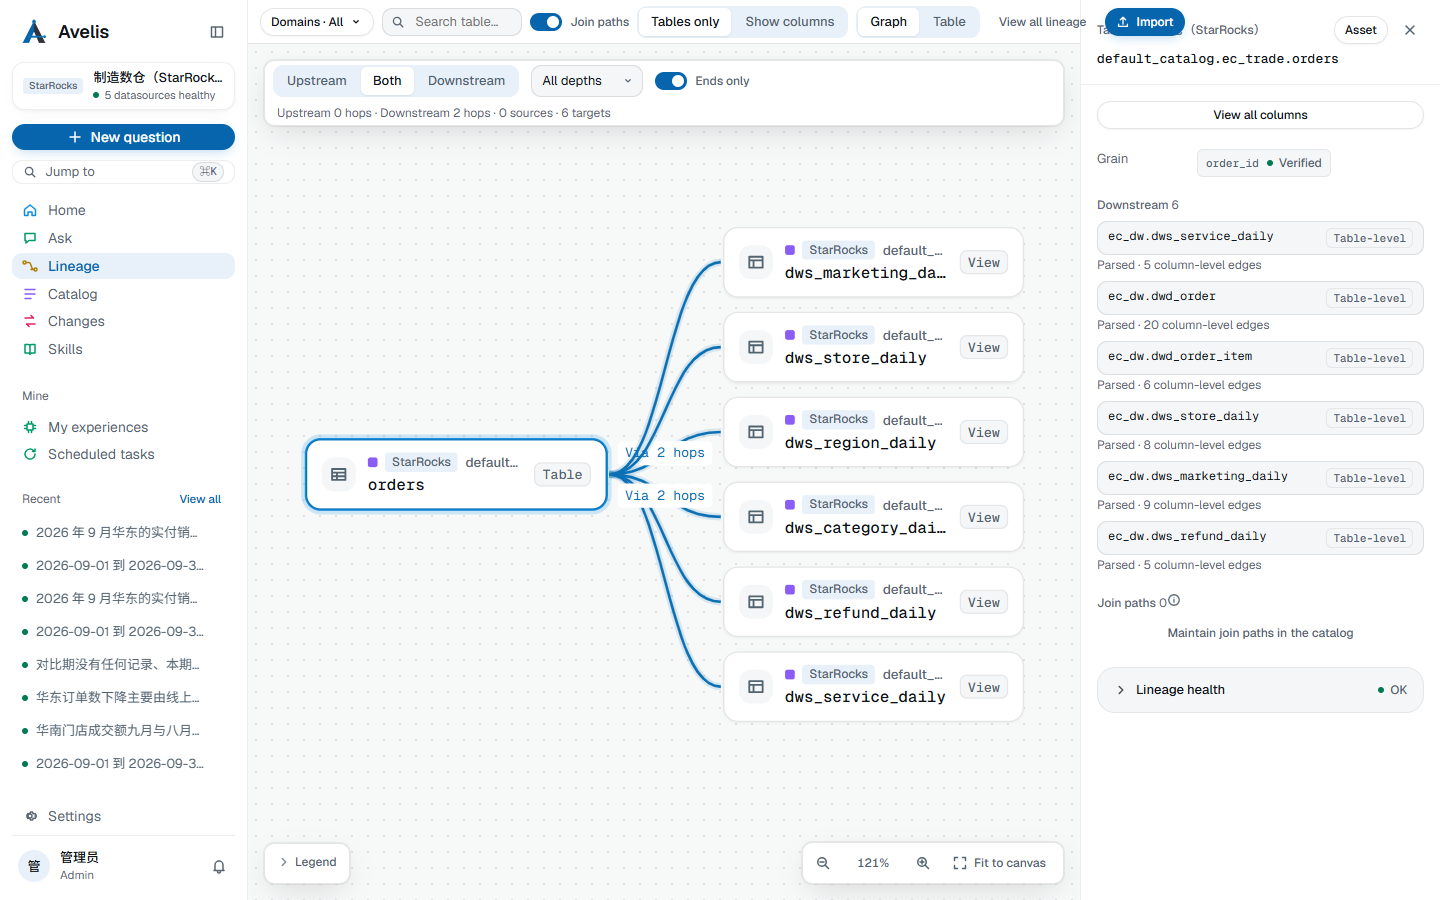 Avelis
StarRocks
制造数仓（StarRock...
5 datasources healthy
New question
Jump to
⌘K
Home
Ask
Lineage
Catalog
Changes
Skills
Mine
My experiences
Scheduled tasks
Recent
View all
2026 年 9 月华东的实付销...
2026-09-01 到 2026-09-3...
2026 年 9 月华东的实付销...
2026-09-01 到 2026-09-3...
对比期没有任何记录、本期...
华东订单数下降主要由线上...
华南门店成交额九月与八月...
2026-09-01 到 2026-09-3...
Settings
管
管理员
Admin
Domains · All
Search table...
Join paths
Tables only
Show columns
Graph
Table
View all lineage
Import
Upstream
Both
Downstream
All depths
Ends only
Upstream 0 hops · Downstream 2 hops · 0 sources · 6 targets
StarRocks default...
orders
Table
Via 2 hops
Via 2 hops
StarRocks default_...
dws_marketing_da...
View
StarRocks default_...
dws_store_daily
View
StarRocks default_...
dws_region_daily
View
StarRocks default_...
dws_category_dai...
View
StarRocks default_...
dws_refund_daily
View
StarRocks default_...
dws_service_daily
View
Legend
121%
Fit to canvas
(StarRocks)
Asset
default_catalog.ec_trade.orders
View all columns
Grain
order_id
Verified
Downstream 6
ec_dw.dws_service_daily
Table-level
Parsed · 5 column-level edges
ec_dw.dwd_order
Table-level
Parsed · 20 column-level edges
ec_dw.dwd_order_item
Table-level
Parsed · 6 column-level edges
ec_dw.dws_store_daily
Table-level
Parsed · 8 column-level edges
ec_dw.dws_marketing_daily
Table-level
Parsed · 9 column-level edges
ec_dw.dws_refund_daily
Table-level
Parsed · 5 column-level edges
Join paths 0
Maintain join paths in the catalog
Lineage health
OK